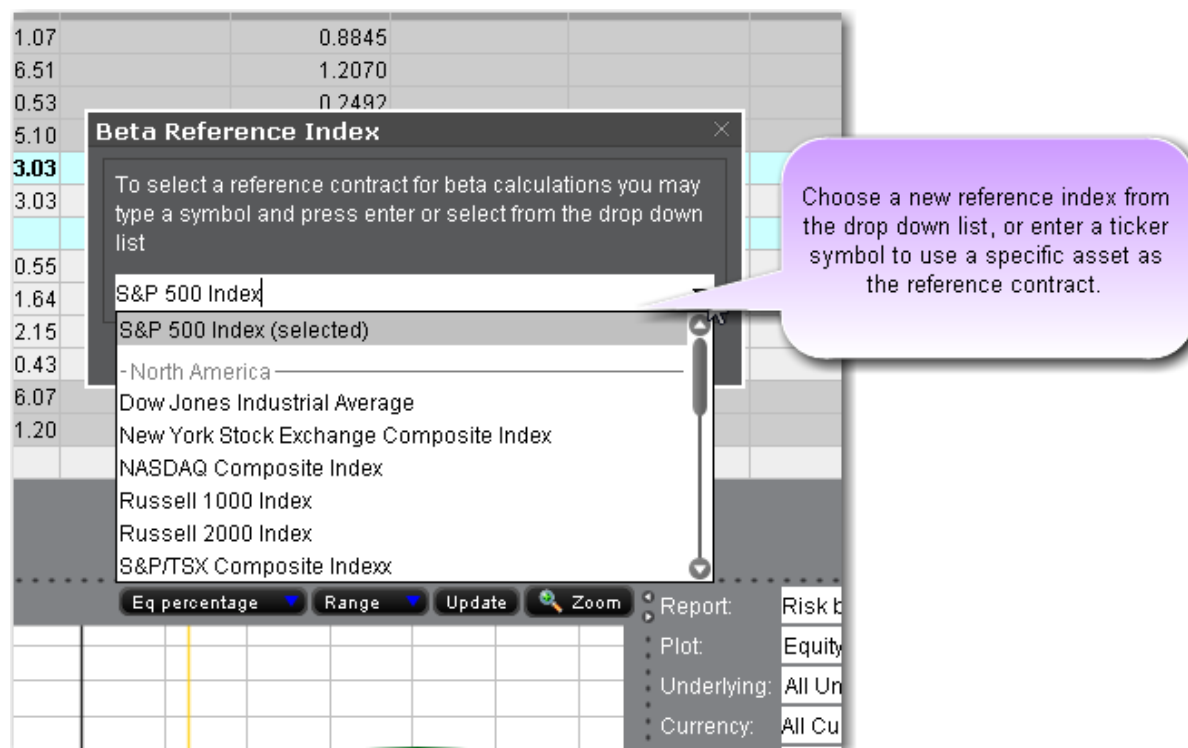 1.07 0.8845
6.51 1.2070
0.53 0.2492
5.10
3.03
3.03
0.55
1.64
2.15
0.43
6.07
1.20
Beta Reference Index
To select a reference contract for beta calculations you may
type a symbol and press enter or select from the drop down
list
S&P 500 Index
S&P 500 Index (selected)
-North America
Dow Jones Industrial Average
New York Stock Exchange Composite Index
NASDAQ Composite Index
Russell 1000 Index
Russell 2000 Index
S&P/TSX Composite Indexx
Choose a new reference index from
the drop down list, or enter a ticker
symbol to use a specific asset as
the reference contract.
Eq percentage Range Update Zoom
Report: Risk b
Plot: Equity
Underlying: All Un
Currency: All Cu